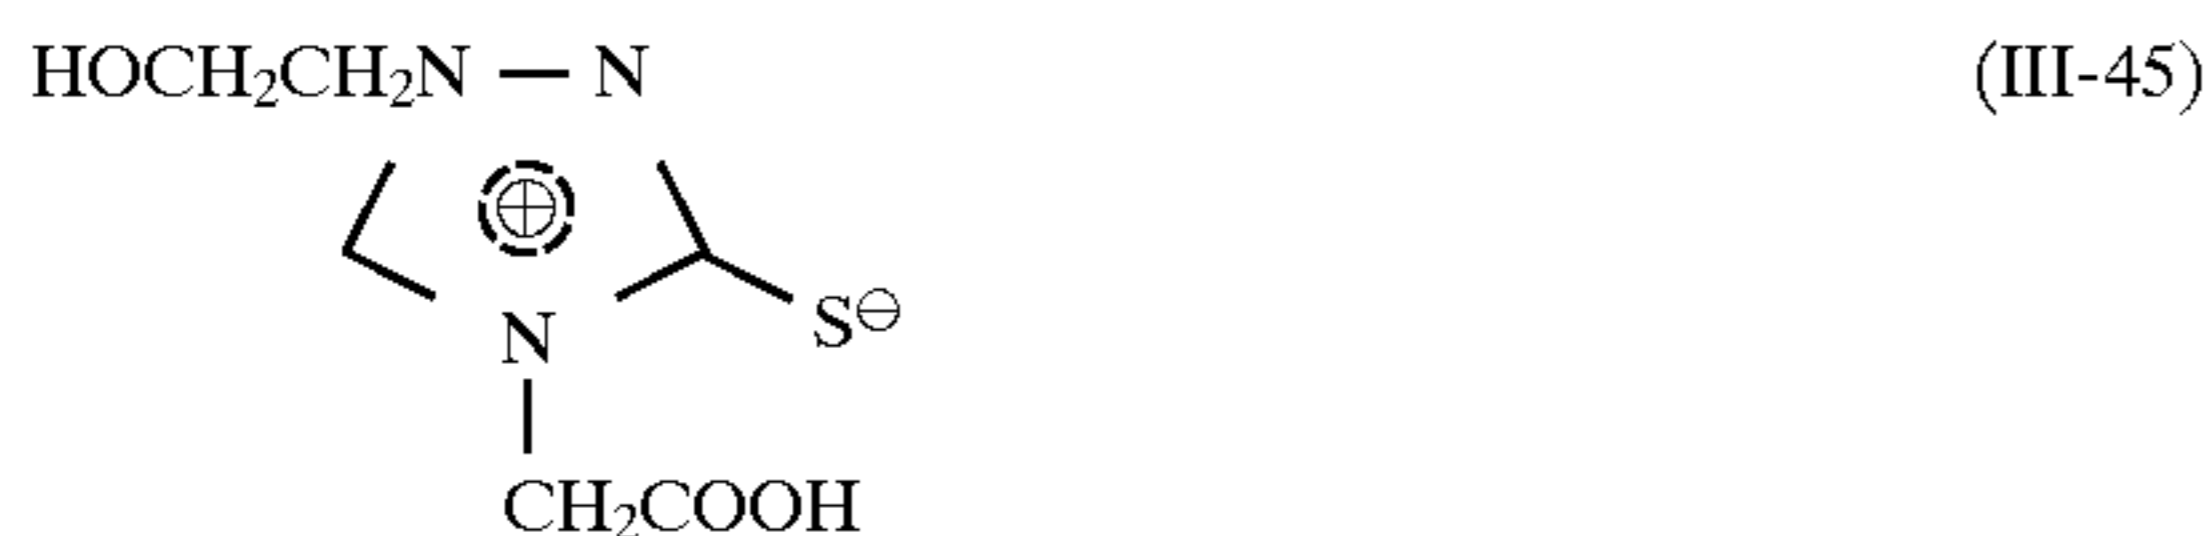 HOCH₂CH₂N — N (III-45)
⊕
N S⊖
CH₂COOH